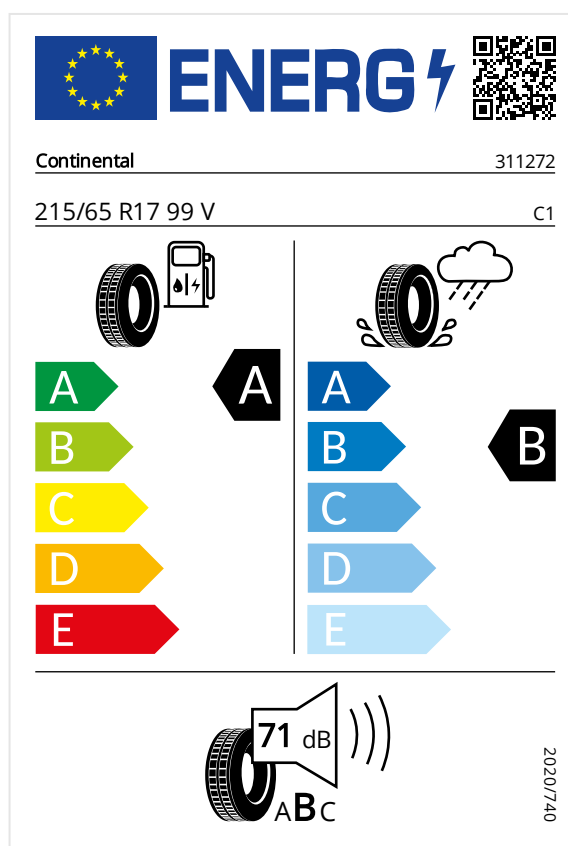 ENERG
Continental 311272
215/65 R17 99 V C1
A A
B
C
D
E
A
B B
C
D
E
71 dB
ABC
2020/740